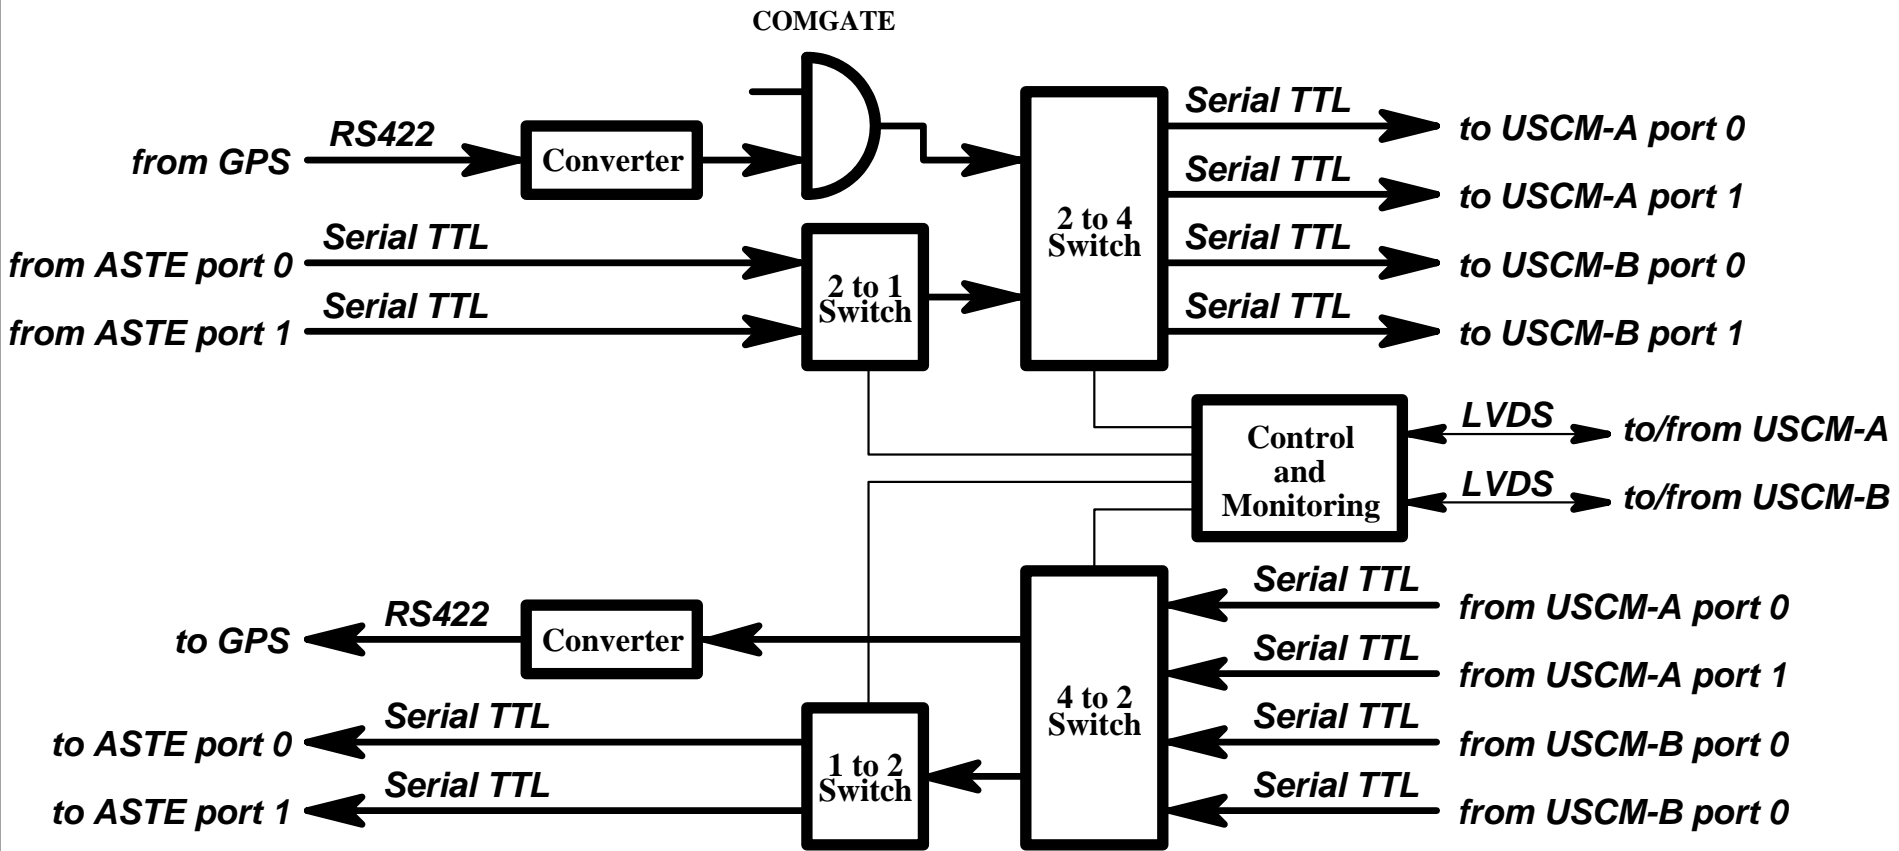 COMGATE
Serial TTL
to USCM-A port 0
RS422
from GPS
Converter
Serial TTL
to USCM-A port 1
2 to 4
Switch
Serial TTL
from ASTE port 0
Serial TTL
to USCM-B port 0
2 to 1
Switch
Serial TTL
from ASTE port 1
Serial TTL
to USCM-B port 1
Control
and
Monitoring
LVDS
to/from USCM-A
LVDS
to/from USCM-B
Serial TTL
from USCM-A port 0
RS422
to GPS
Converter
Serial TTL
from USCM-A port 1
4 to 2
Switch
Serial TTL
to ASTE port 0
Serial TTL
from USCM-B port 0
1 to 2
Switch
Serial TTL
to ASTE port 1
Serial TTL
from USCM-B port 0